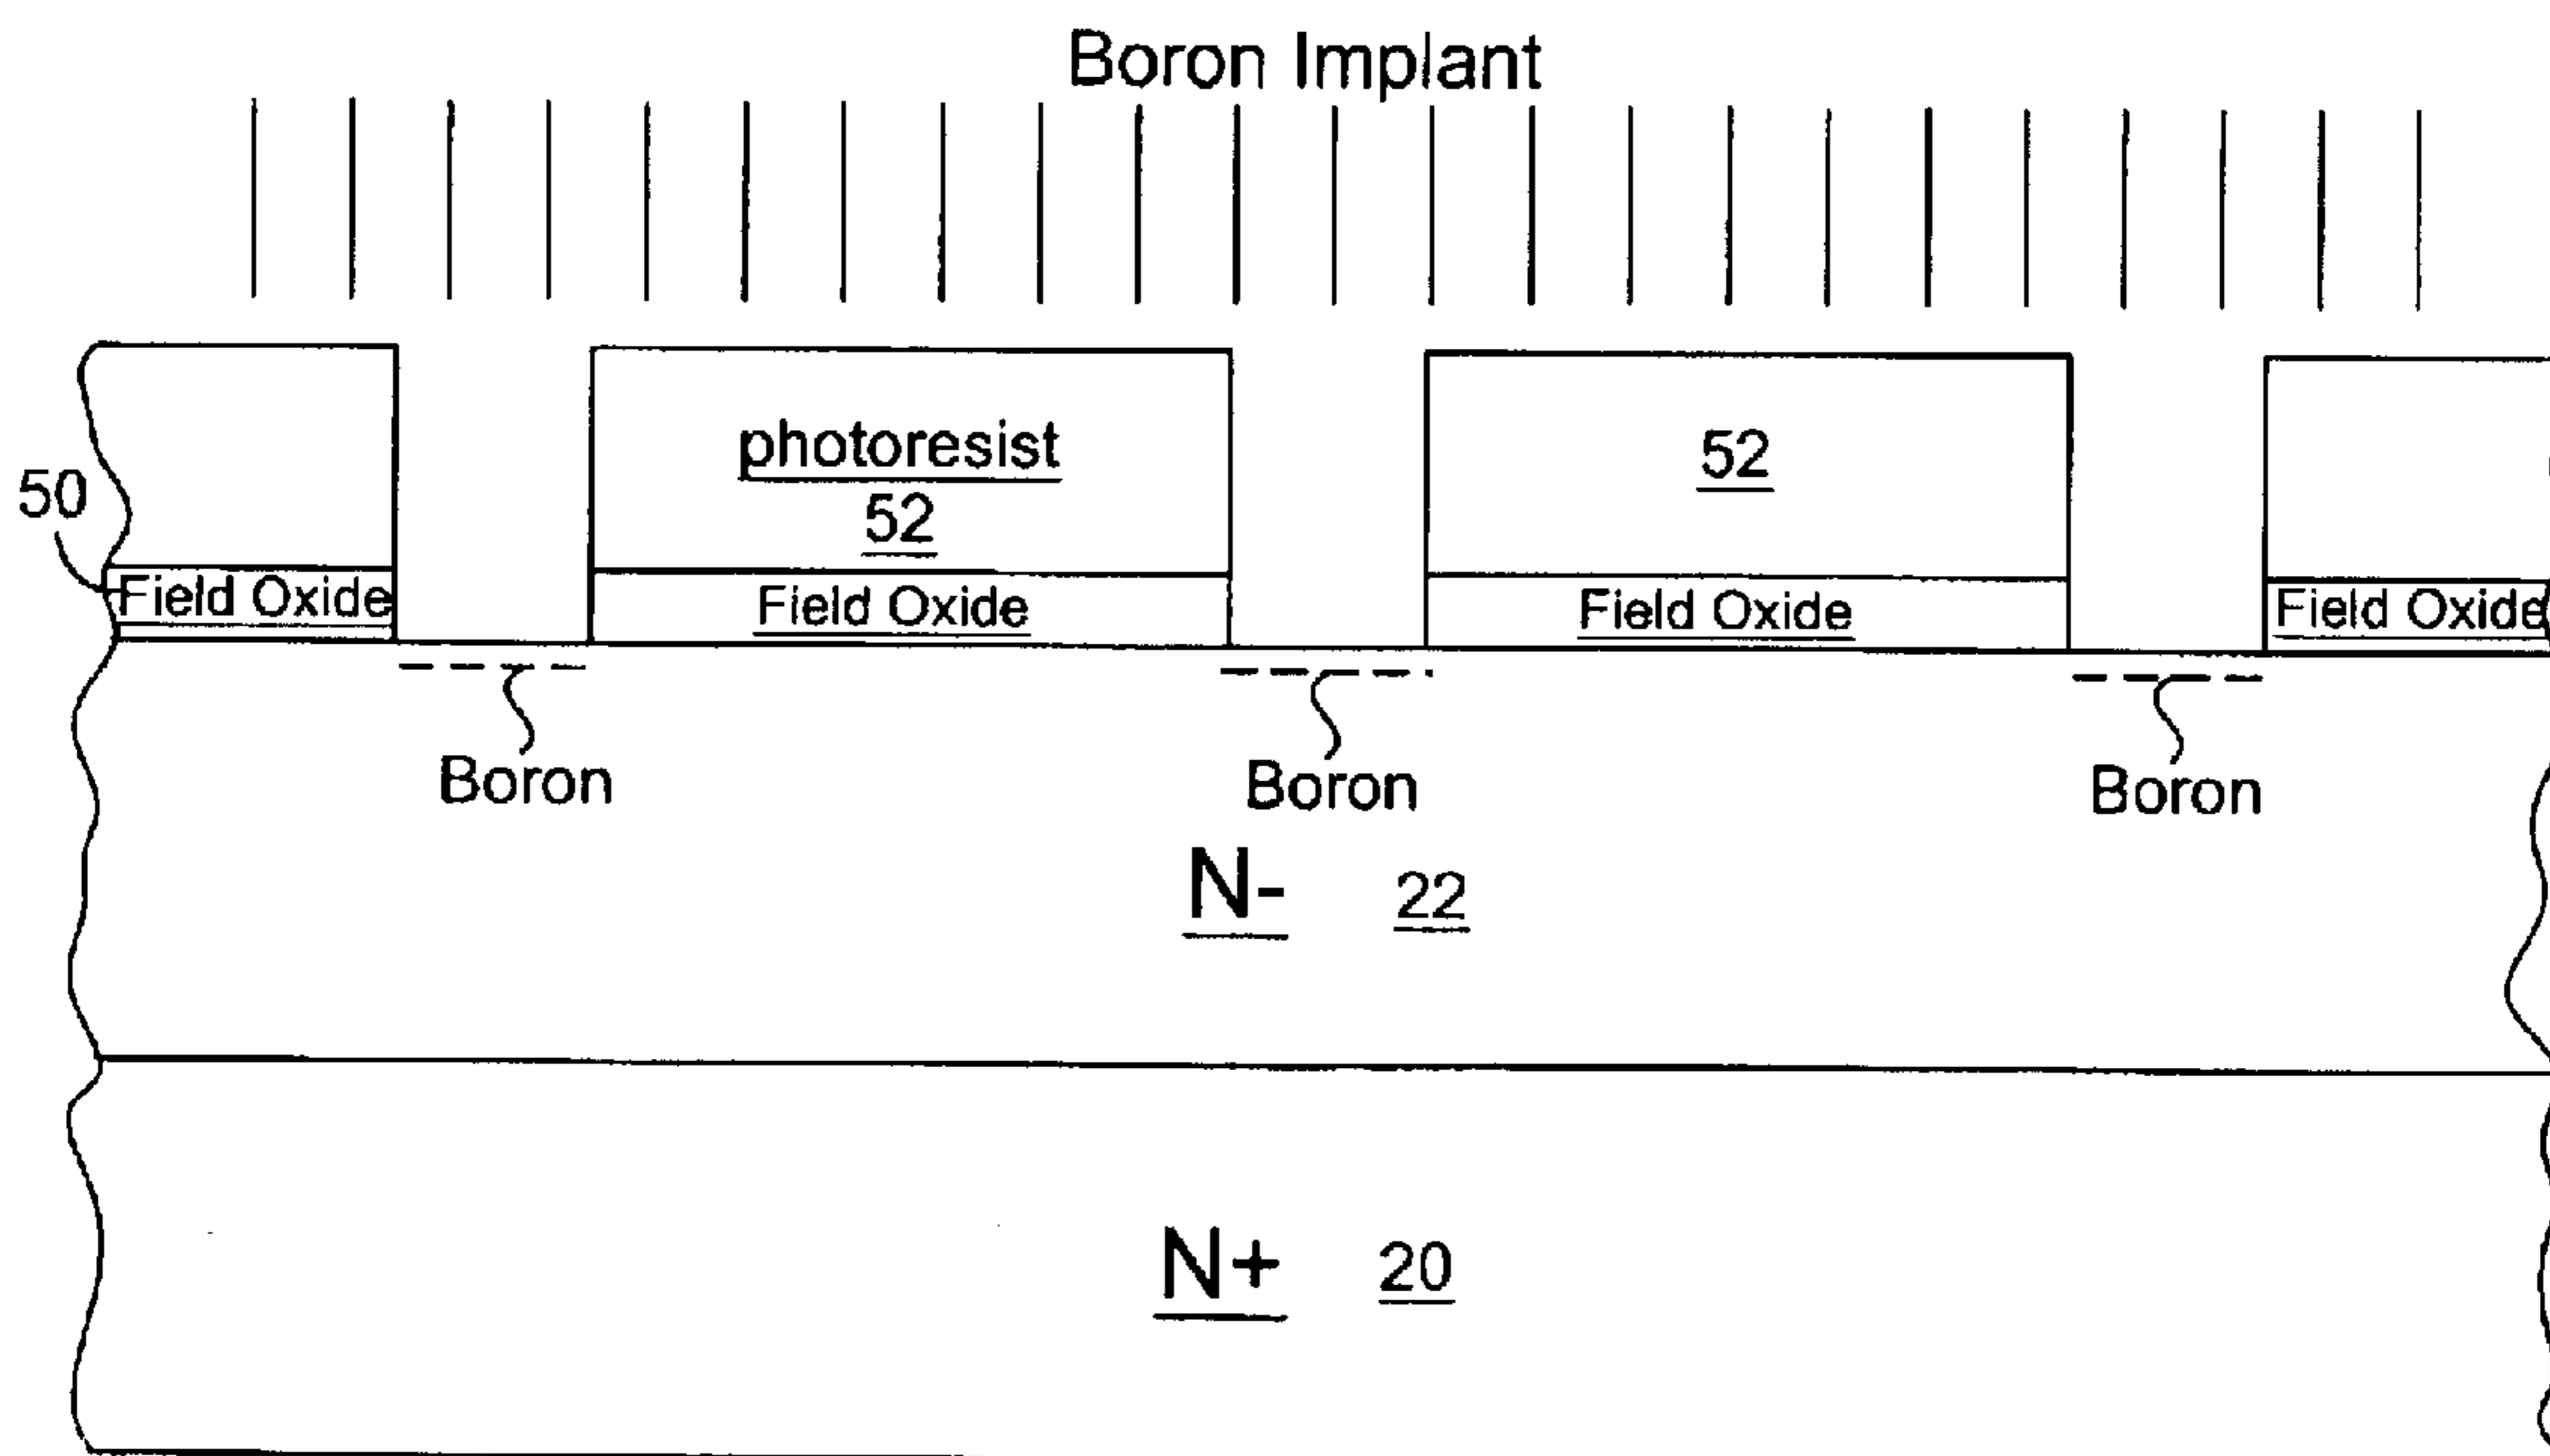 Boron Implant
photoresist
52
52
50
Field Oxide
Field Oxide
Field Oxide
Field Oxide
Boron
Boron
Boron
N- 22
N+ 20